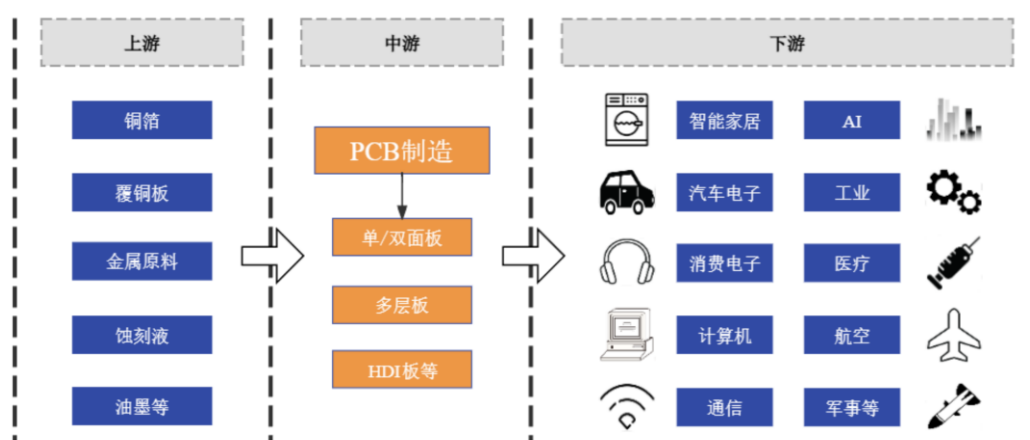 上游
铜箔
覆铜板
金属原料
蚀刻液
油墨等
中游
PCB制造
单/双面板
多层板
HDI板等
下游
智能家居
AI
汽车电子
工业
消费电子
医疗
计算机
航空
通信
军事等